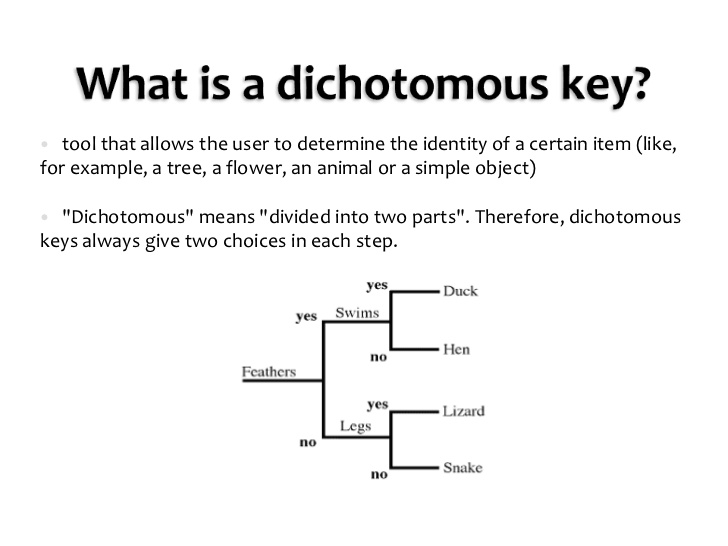 What is a dichotomous key?
• tool that allows the user to determine the identity of a certain item (like,
for example, a tree, a flower, an animal or a simple object)
• "Dichotomous" means "divided into two parts". Therefore, dichotomous
keys always give two choices in each step.
yes
Duck
yes
Swims
no
Hen
Feathers
yes
Lizard
Legs
no
no
Snake